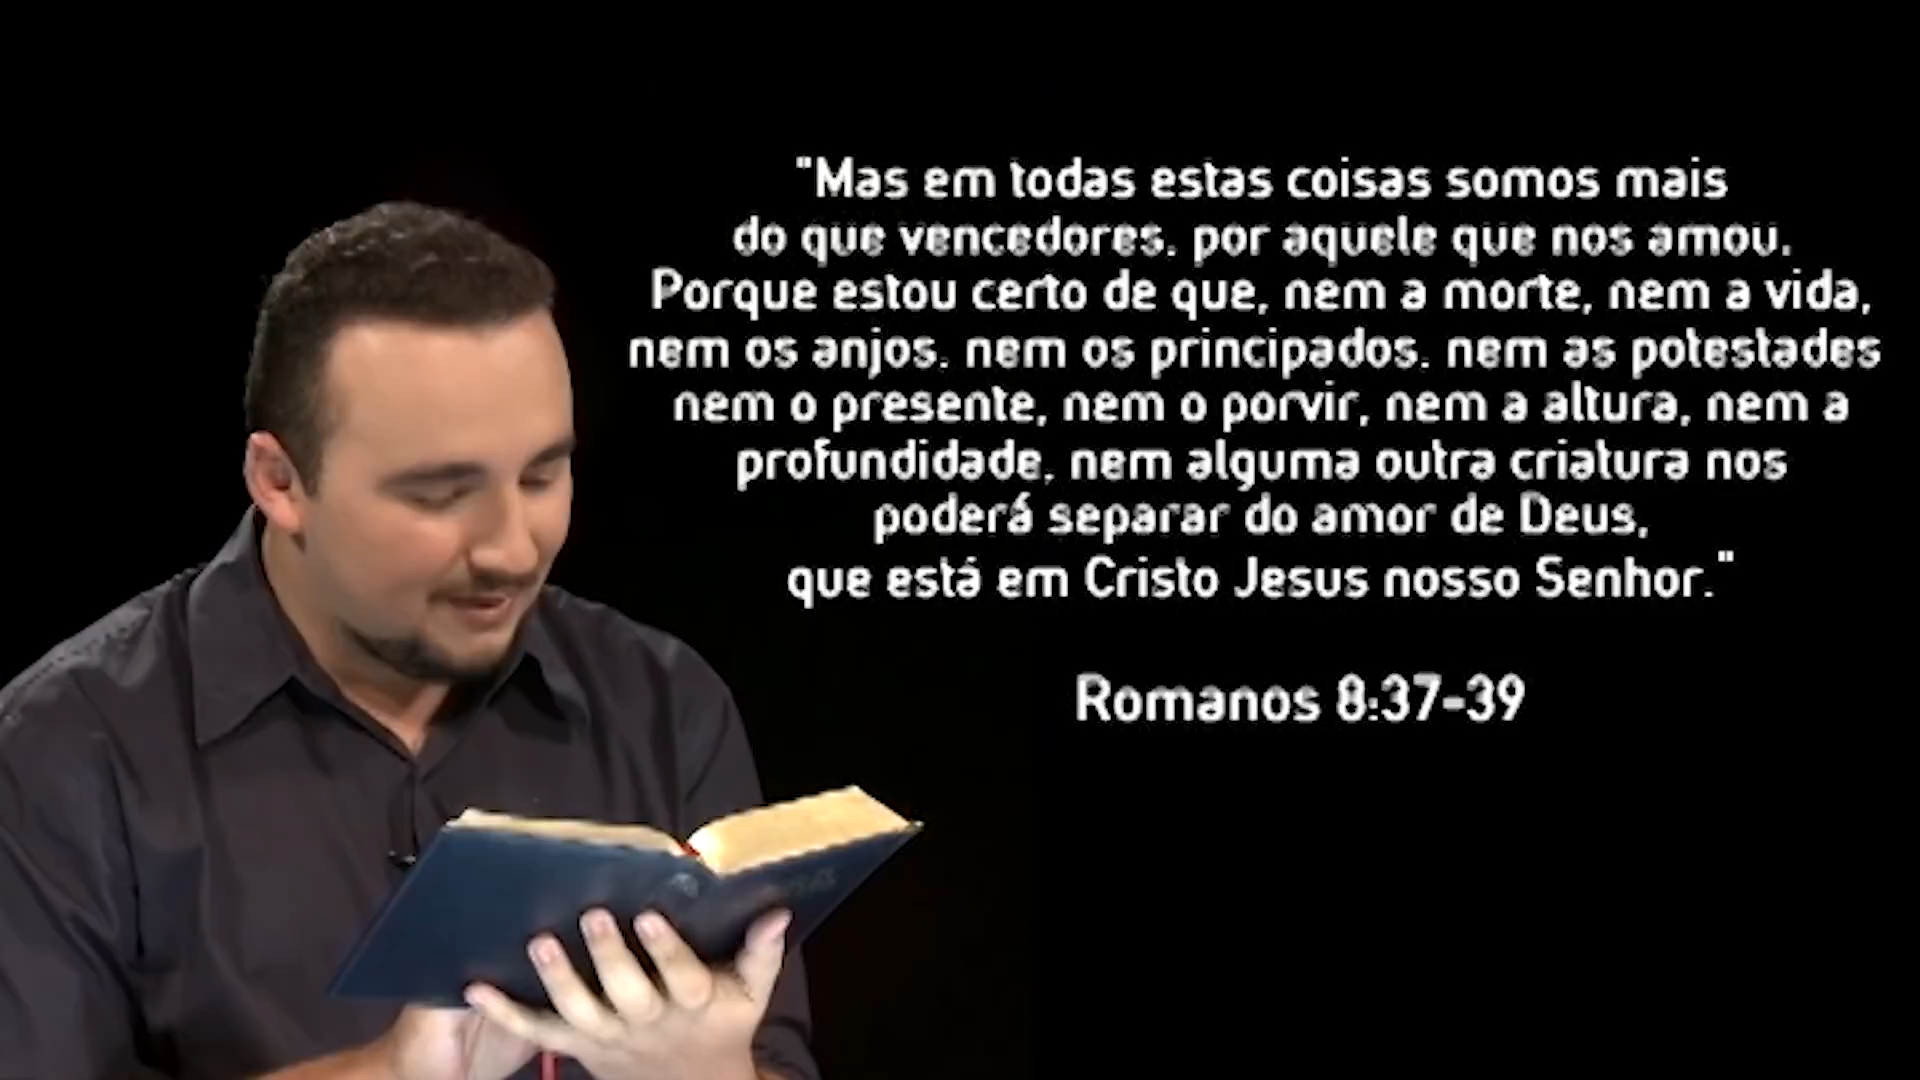 "Mas em todas estas coisas somos mais
do que vencedores, por aquele que nos amou.
Porque estou certo de que, nem a morte, nem a vida,
nem os anjos, nem os principados, nem as potestades
nem o presente, nem o porvir, nem a altura, nem a
profundidade, nem alguma outra criatura nos
poderá separar do amor de Deus,
que está em Cristo Jesus nosso Senhor."
Romanos 8:37-39